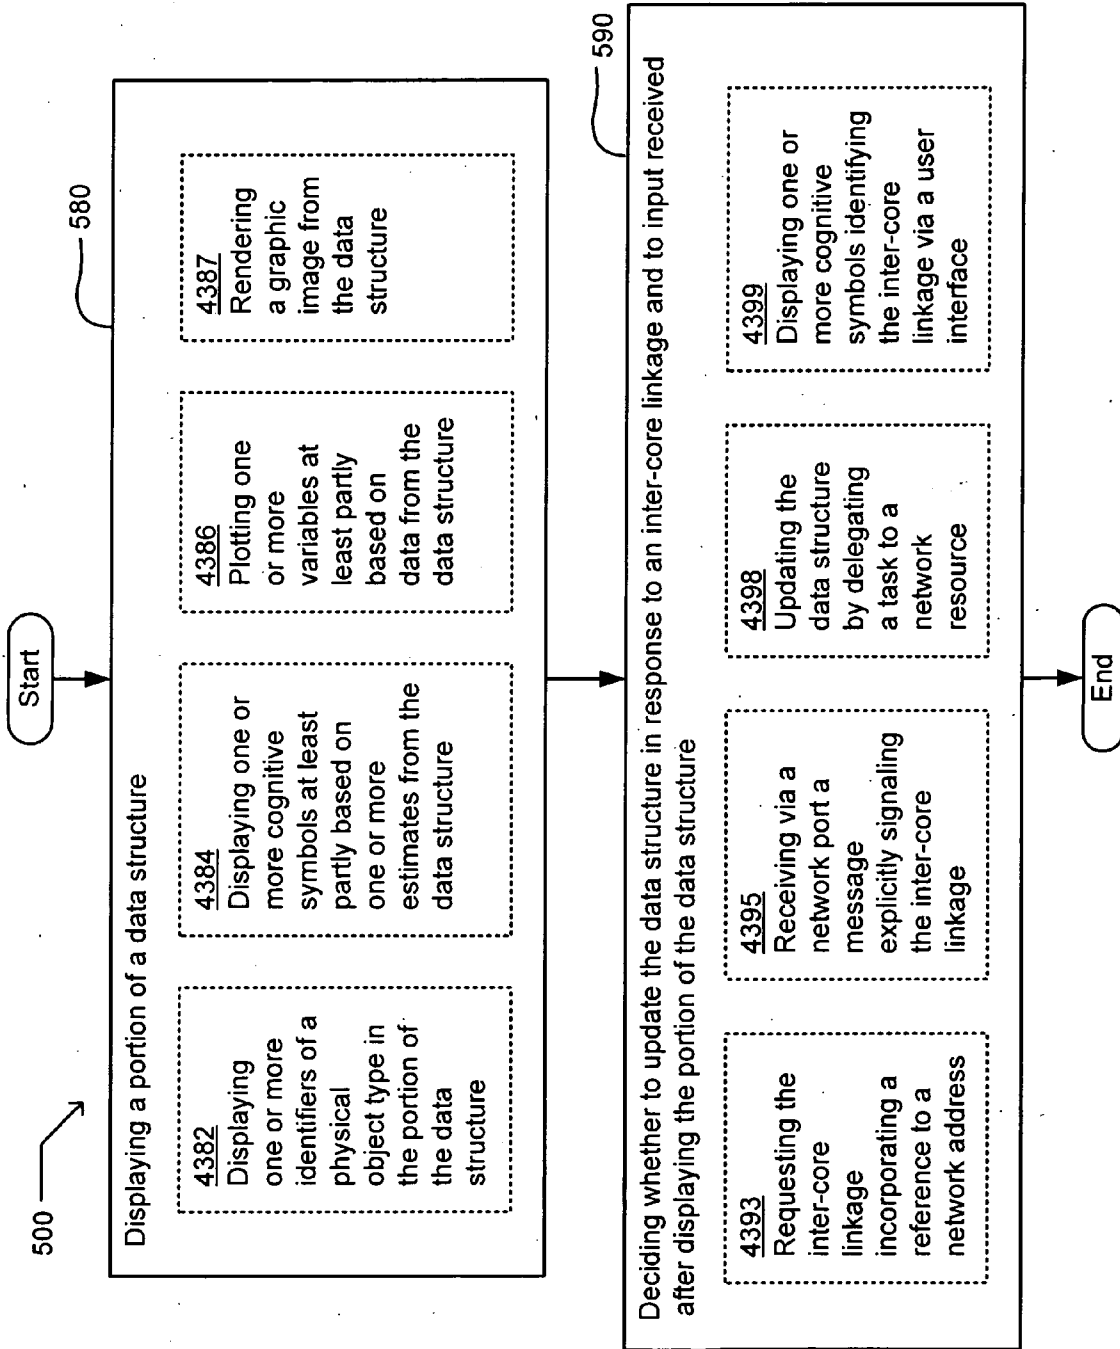 500
Start
580
Displaying a portion of a data structure
4382
Displaying
one or more
identifiers of a
physical
object type in
the portion of
the data
structure
4384
Displaying one or
more cognitive
symbols at least
partly based on
one or more
estimates from the
data structure
4386
Plotting one
or more
variables at
least partly
based on
data from the
data structure
4387
Rendering
a graphic
image from
the data
structure
590
Deciding whether to update the data structure in response to an inter-core linkage and to input received
after displaying the portion of the data structure
4393
Requesting the
inter-core
linkage
incorporating a
reference to a
network address
4395
Receiving via a
network port a
message
explicitly signaling
the inter-core
linkage
4398
Updating the
data structure
by delegating
a task to a
network
resource
4399
Displaying one or
more cognitive
symbols identifying
the inter-core
linkage via a user
interface
End